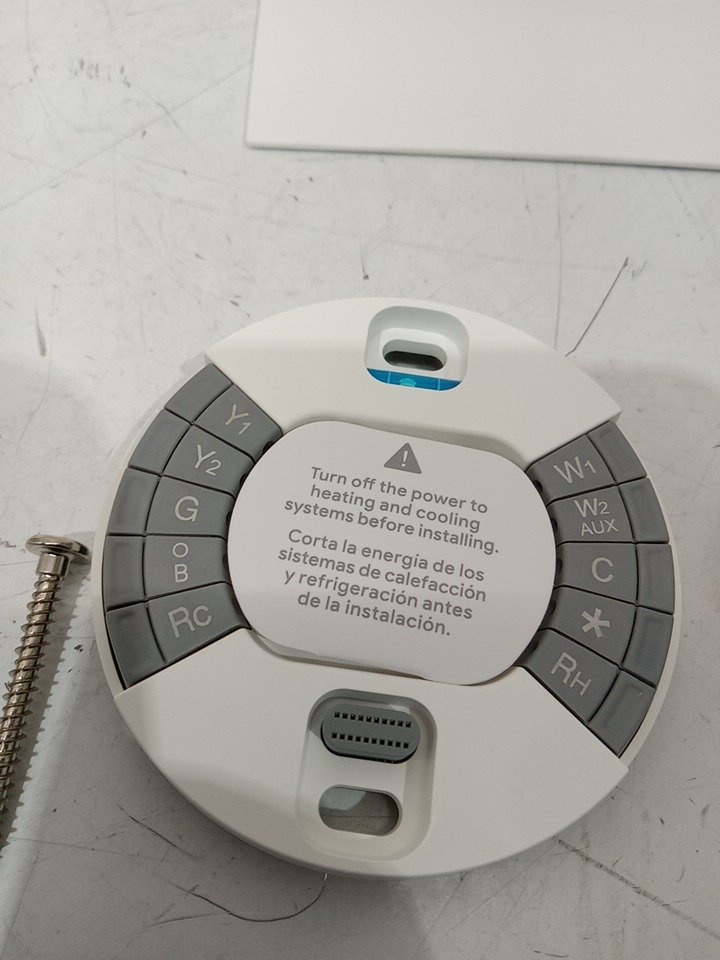 Y1
Y2
G
O
B
RC
Turn off the power to
heating and cooling
systems before installing.
Corta la energía de los
sistemas de calefacción
y refrigeración antes
de la instalación.
W1
W2
AUX
C
*
RH